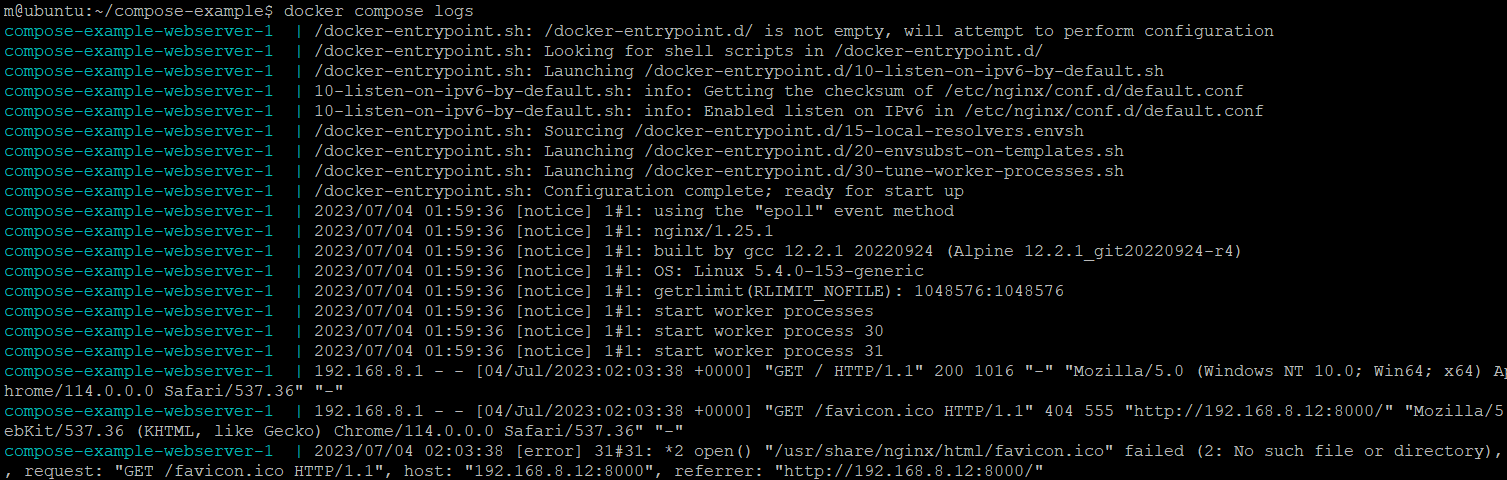 m@ubuntu:~/compose-example$ docker compose logs
compose-example-webserver-1  | /docker-entrypoint.sh: /docker-entrypoint.d/ is not empty, will attempt to perform configuration
compose-example-webserver-1  | /docker-entrypoint.sh: Looking for shell scripts in /docker-entrypoint.d/
compose-example-webserver-1  | /docker-entrypoint.sh: Launching /docker-entrypoint.d/10-listen-on-ipv6-by-default.sh
compose-example-webserver-1  | 10-listen-on-ipv6-by-default.sh: info: Getting the checksum of /etc/nginx/conf.d/default.conf
compose-example-webserver-1  | 10-listen-on-ipv6-by-default.sh: info: Enabled listen on IPv6 in /etc/nginx/conf.d/default.conf
compose-example-webserver-1  | /docker-entrypoint.sh: Sourcing /docker-entrypoint.d/15-local-resolvers.envsh
compose-example-webserver-1  | /docker-entrypoint.sh: Launching /docker-entrypoint.d/20-envsubst-on-templates.sh
compose-example-webserver-1  | /docker-entrypoint.sh: Launching /docker-entrypoint.d/30-tune-worker-processes.sh
compose-example-webserver-1  | /docker-entrypoint.sh: Configuration complete; ready for start up
compose-example-webserver-1  | 2023/07/04 01:59:36 [notice] 1#1: using the "epoll" event method
compose-example-webserver-1  | 2023/07/04 01:59:36 [notice] 1#1: nginx/1.25.1
compose-example-webserver-1  | 2023/07/04 01:59:36 [notice] 1#1: built by gcc 12.2.1 20220924 (Alpine 12.2.1_git20220924-r4)
compose-example-webserver-1  | 2023/07/04 01:59:36 [notice] 1#1: OS: Linux 5.4.0-153-generic
compose-example-webserver-1  | 2023/07/04 01:59:36 [notice] 1#1: getrlimit(RLIMIT_NOFILE): 1048576:1048576
compose-example-webserver-1  | 2023/07/04 01:59:36 [notice] 1#1: start worker processes
compose-example-webserver-1  | 2023/07/04 01:59:36 [notice] 1#1: start worker process 30
compose-example-webserver-1  | 2023/07/04 01:59:36 [notice] 1#1: start worker process 31
compose-example-webserver-1  | 192.168.8.1 - - [04/Jul/2023:02:03:38 +0000] "GET / HTTP/1.1" 200 1016 "-" "Mozilla/5.0 (Windows NT 10.0; Win64; x64) Ap
hrome/114.0.0.0 Safari/537.36" "-"
compose-example-webserver-1  | 192.168.8.1 - - [04/Jul/2023:02:03:38 +0000] "GET /favicon.ico HTTP/1.1" 404 555 "http://192.168.8.12:8000/" "Mozilla/5
ebKit/537.36 (KHTML, like Gecko) Chrome/114.0.0.0 Safari/537.36" "-"
compose-example-webserver-1  | 2023/07/04 02:03:38 [error] 31#31: *2 open() "/usr/share/nginx/html/favicon.ico" failed (2: No such file or directory),
, request: "GET /favicon.ico HTTP/1.1", host: "192.168.8.12:8000", referrer: "http://192.168.8.12:8000/"